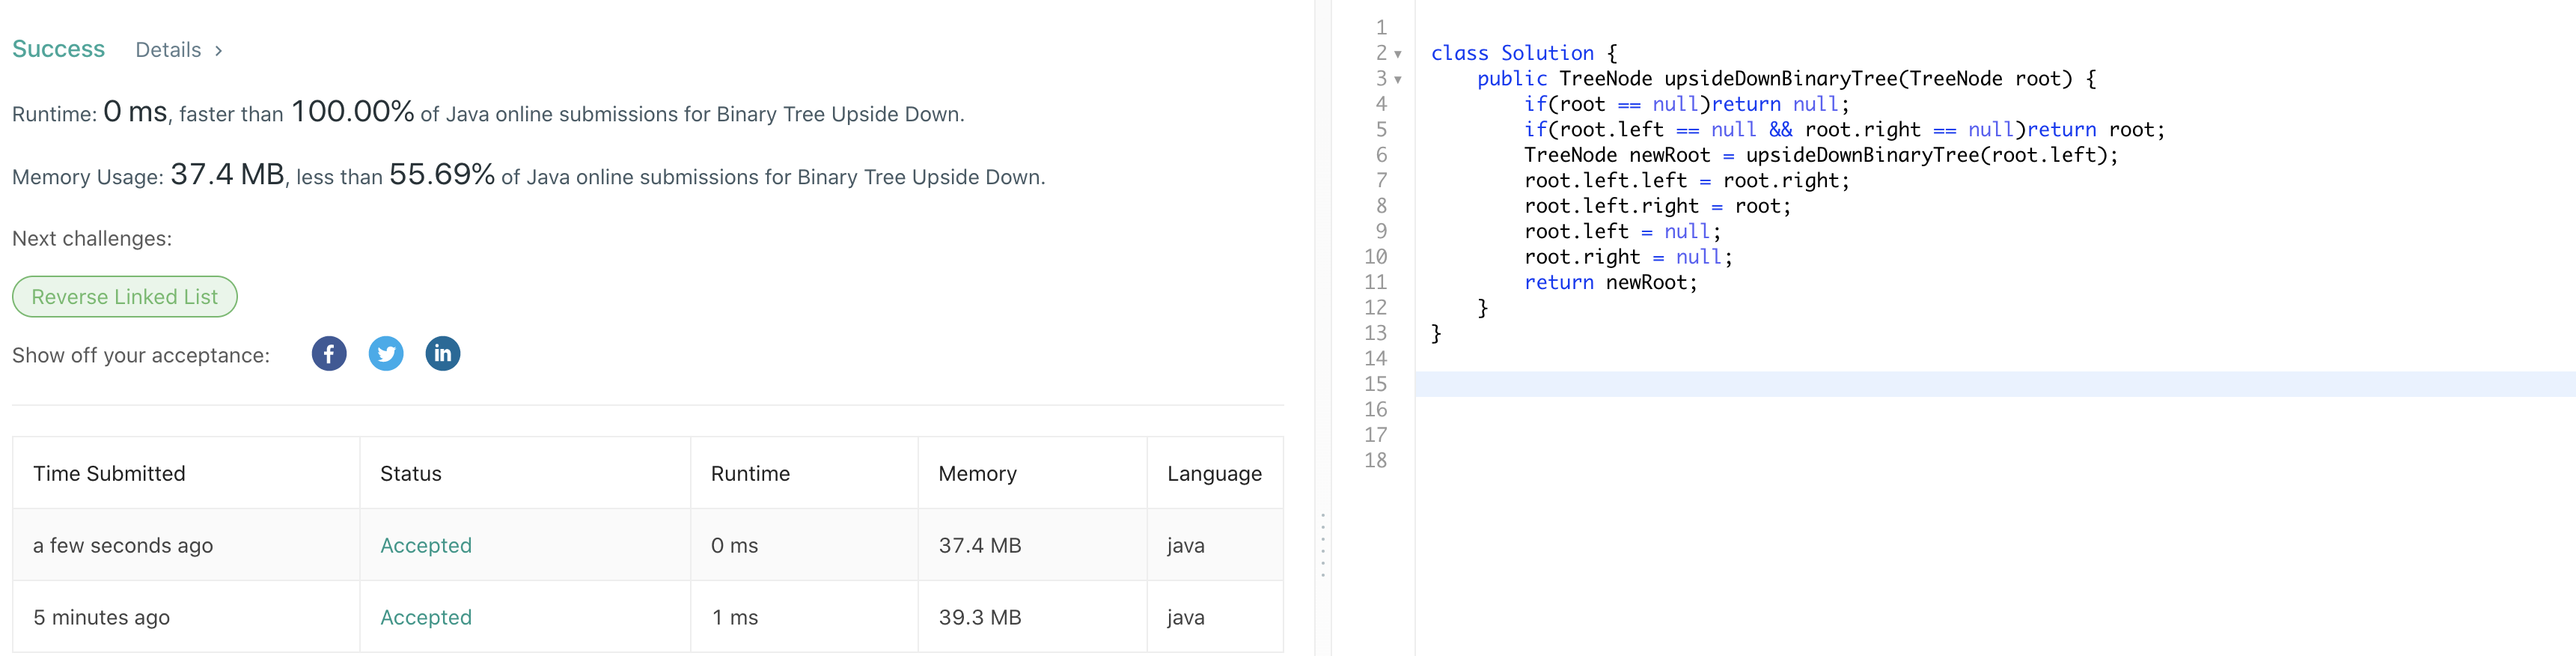 Success Details >
Runtime: 0 ms, faster than 100.00% of Java online submissions for Binary Tree Upside Down.
Memory Usage: 37.4 MB, less than 55.69% of Java online submissions for Binary Tree Upside Down.
Next challenges:
Reverse Linked List
Show off your acceptance:
Time Submitted Status Runtime Memory Language
a few seconds ago Accepted 0 ms 37.4 MB java
5 minutes ago Accepted 1 ms 39.3 MB java
1
2 class Solution {
3     public TreeNode upsideDownBinaryTree(TreeNode root) {
4         if(root == null)return null;
5         if(root.left == null && root.right == null)return root;
6         TreeNode newRoot = upsideDownBinaryTree(root.left);
7         root.left.left = root.right;
8         root.left.right = root;
9         root.left = null;
10         root.right = null;
11         return newRoot;
12     }
13 }
14
15
16
17
18